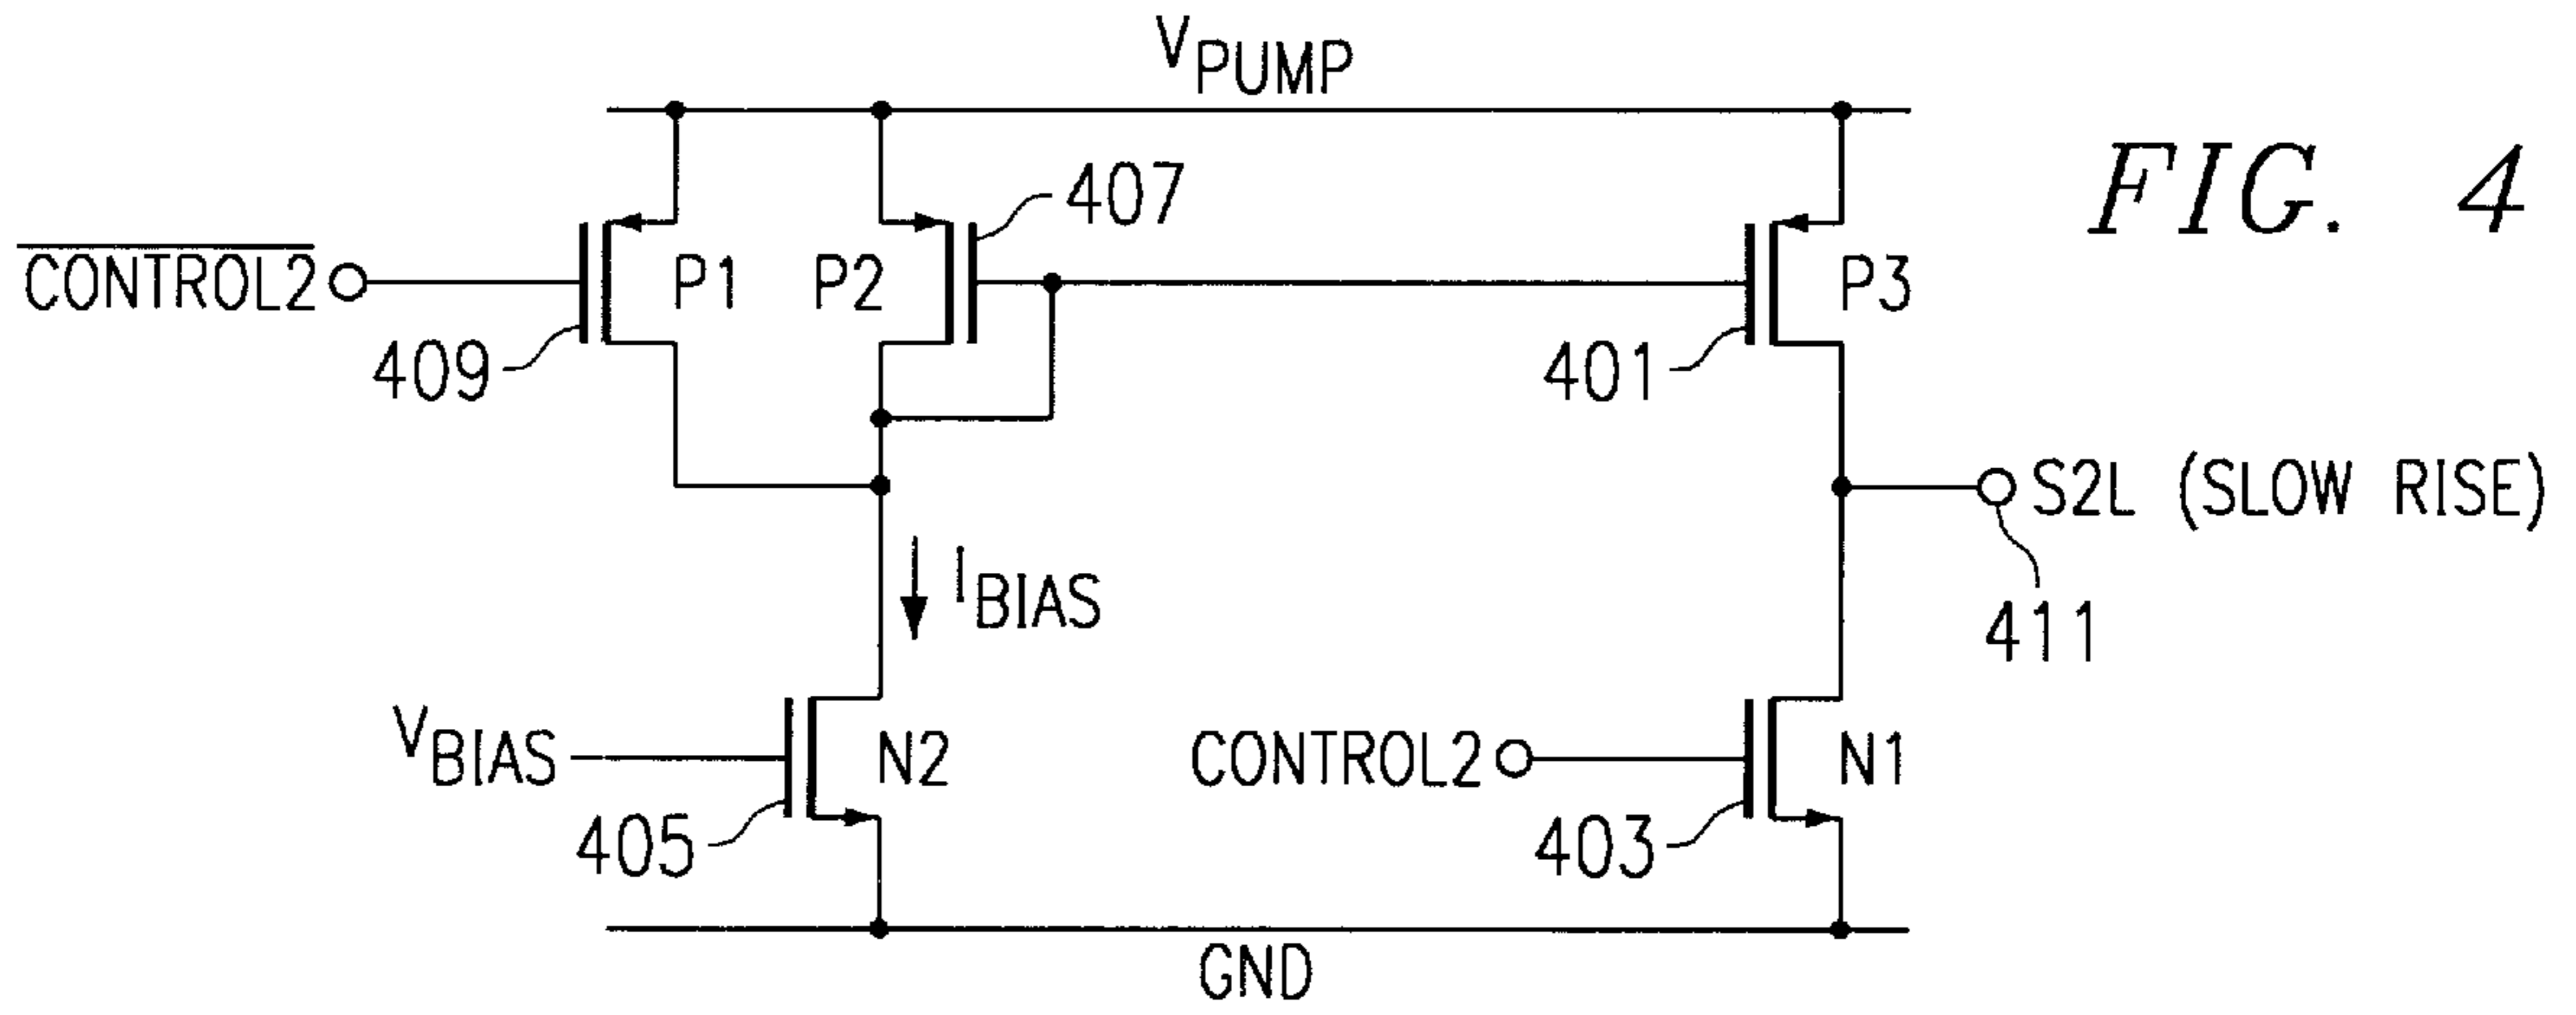 VPUMP
FIG. 4
407
CONTROL2
P1
P2
P3
409
401
S2L (SLOW RISE)
IBIAS
411
VBIAS
N2
CONTROL2
N1
405
403
GND